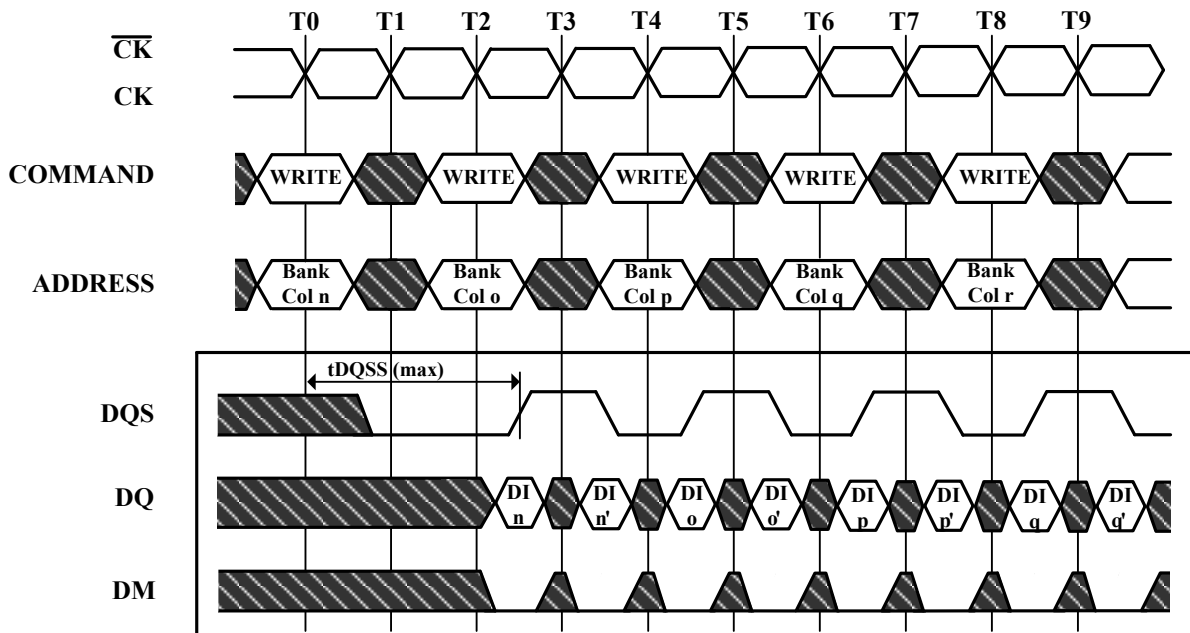 T0 T1 T2 T3 T4 T5 T6 T7 T8 T9
CK
CK
COMMAND WRITE WRITE WRITE WRITE WRITE
ADDRESS
Bank Bank Bank Bank Bank
Col n Col o Col p Col q Col r
tDQSS (max)
DQS
DQ
DI DI DI DI DI DI DI DI
n n' o o' p p' q q'
DM